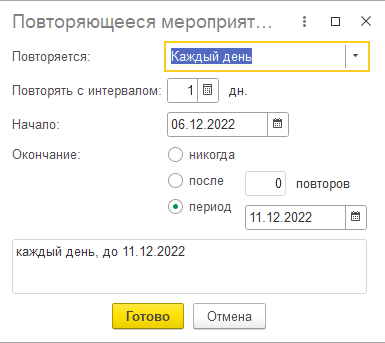 Повторяющееся мероприят...
Повторяется: Каждый день
Повторять с интервалом: 1 дн.
Начало: 06.12.2022
Окончание: никогда
после 0 повторов
период 11.12.2022
каждый день, до 11.12.2022
Готово Отмена